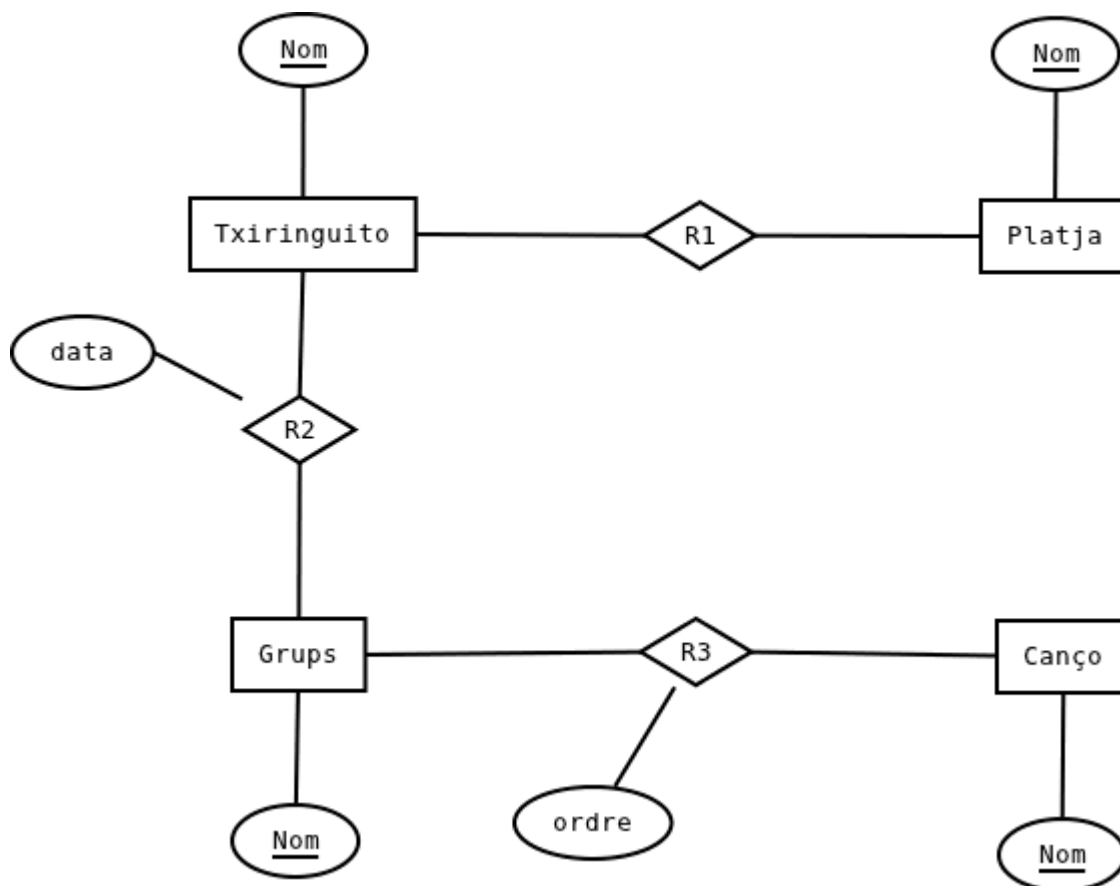 Nom
Nom
Txiringuito
R1
Platja
data
R2
Grups
R3
Canço
ordre
Nom
Nom